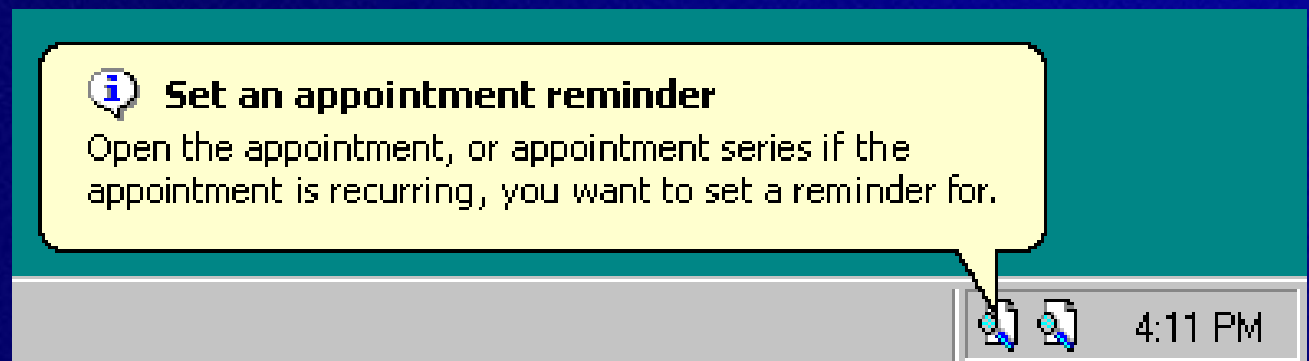 Set an appointment reminder
Open the appointment, or appointment series if the
appointment is recurring, you want to set a reminder for.
4:11 PM